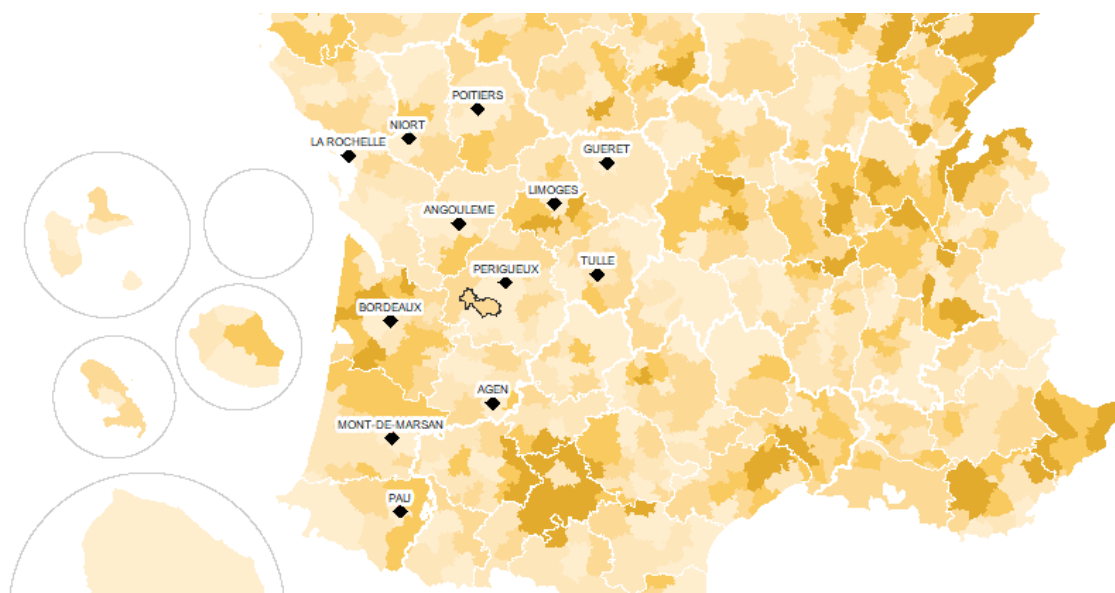 POITIERS
NIORT
LA ROCHELLE
GUERET
LIMOGES
ANGOULEME
PERIGUEUX
TULLE
BORDEAUX
AGEN
MONT-DE-MARSAN
PAU